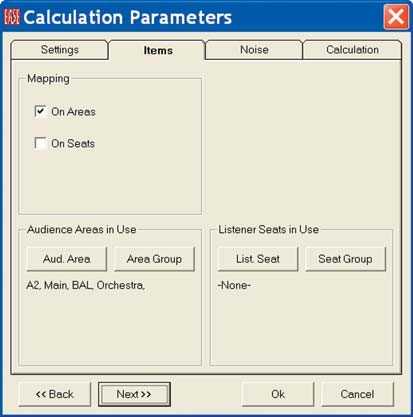 EASE Calculation Parameters
Settings Items Noise Calculation
Mapping
On Areas
On Seats
Audience Areas in Use Listener Seats in Use
Aud. Area Area Group List. Seat Seat Group
A2, Main, BAL, Orchestra, -None-
<< Back Next >> Ok Cancel